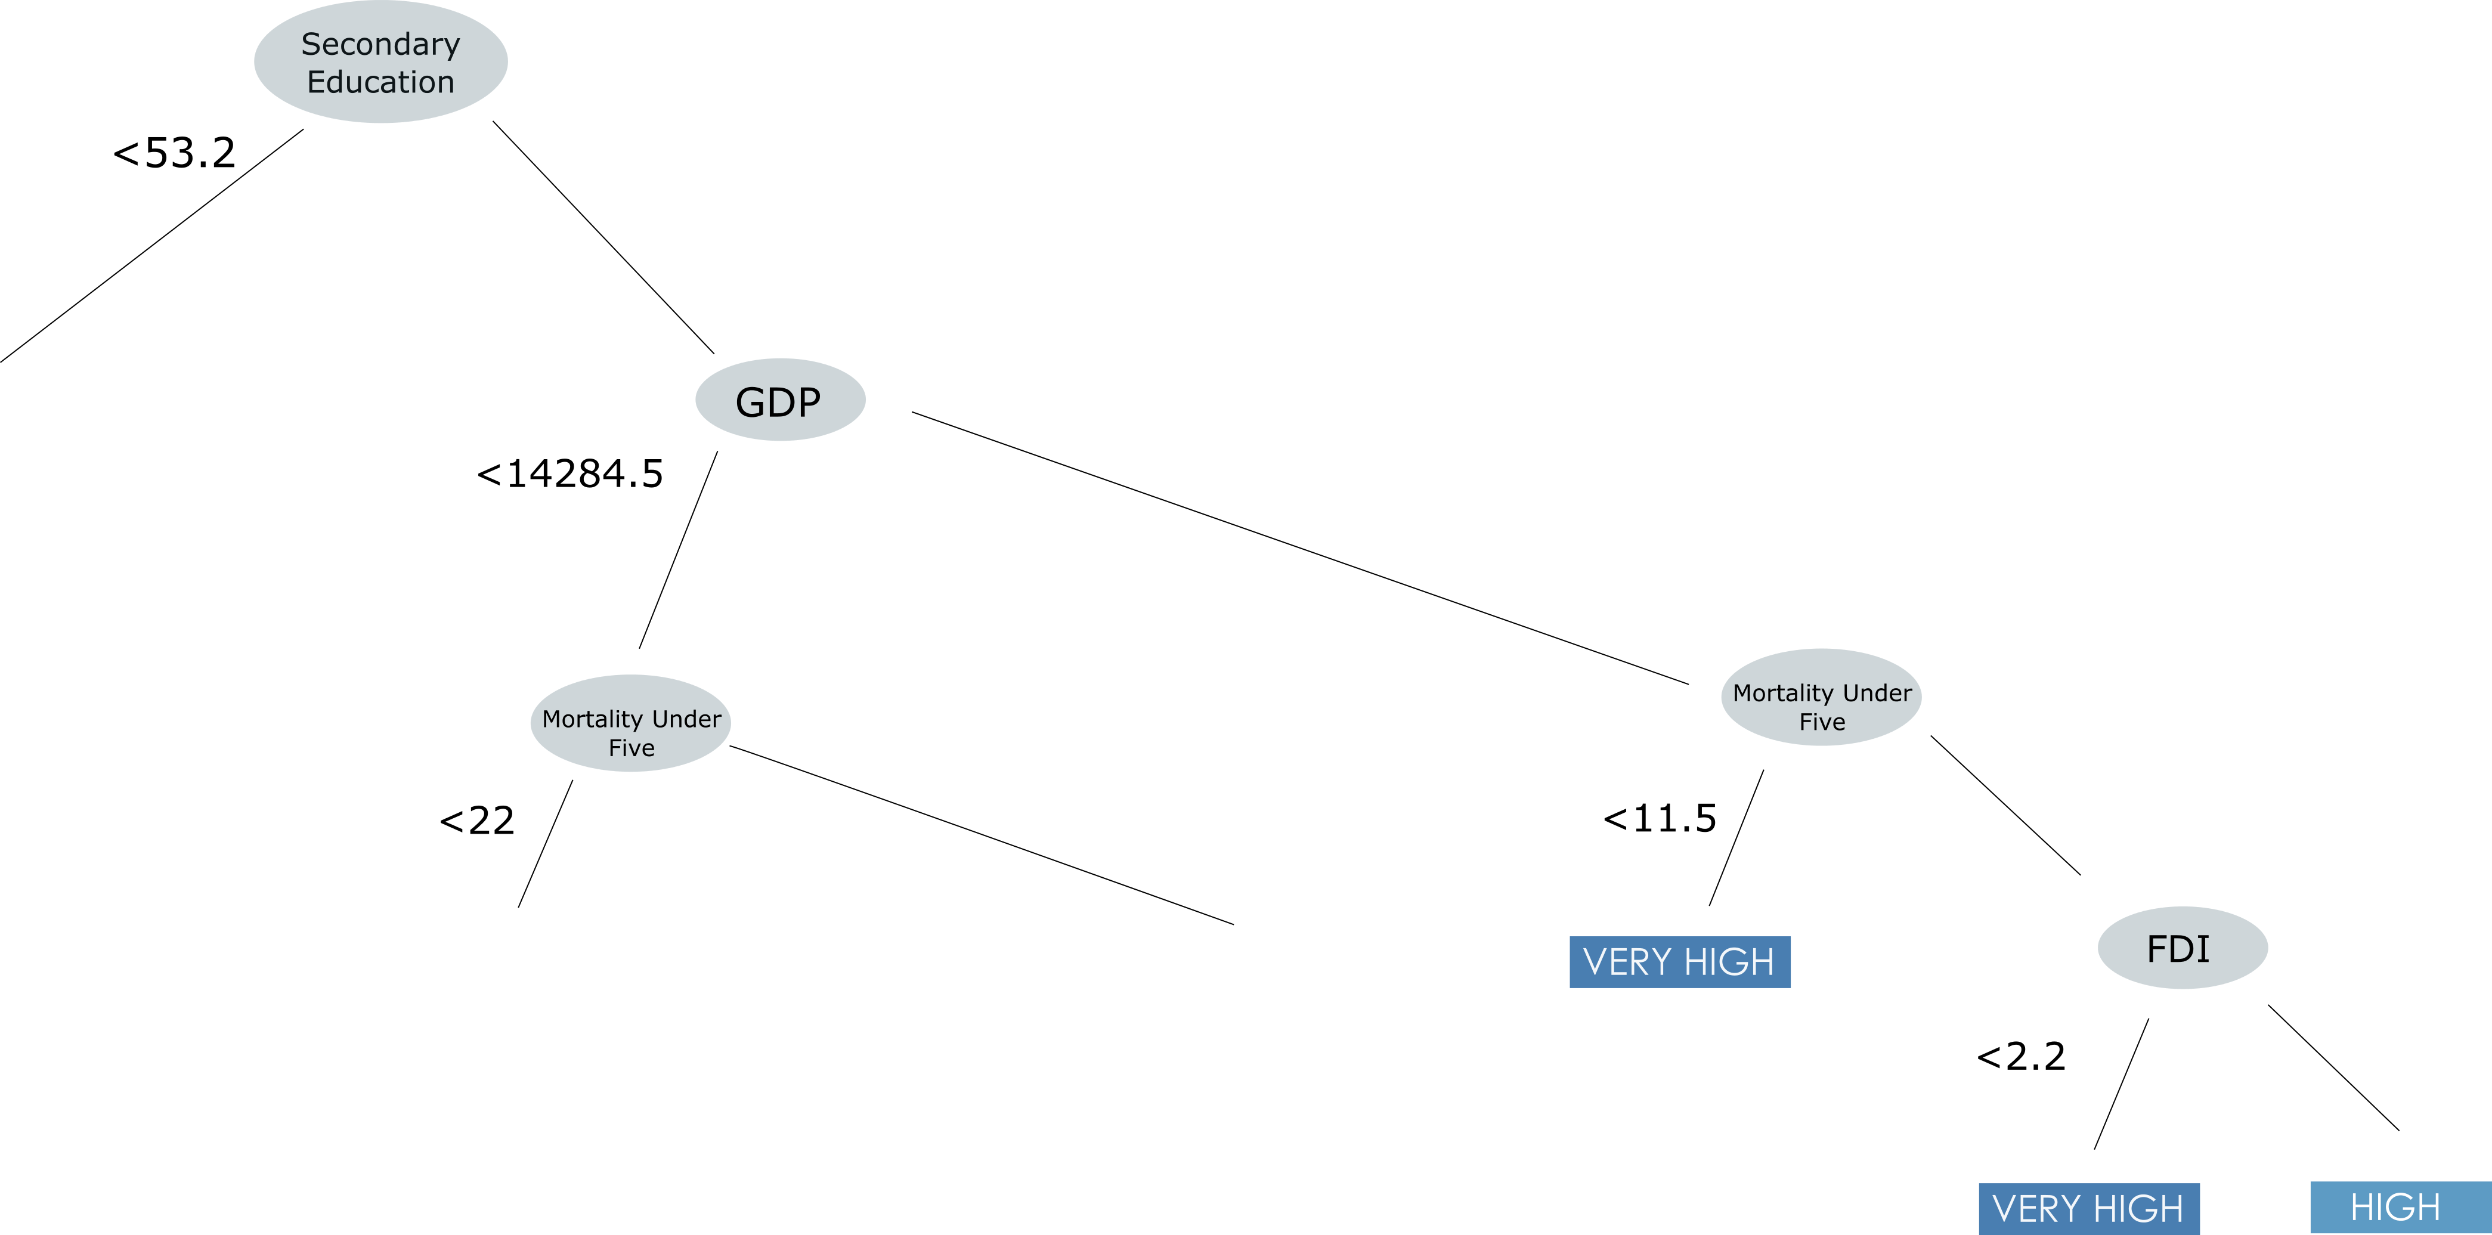 Secondary
Education
<53.2
GDP
<14284.5
Mortality Under
Five
Mortality Under
Five
<22
<11.5
VERY HIGH
FDI
<2.2
VERY HIGH
HIGH